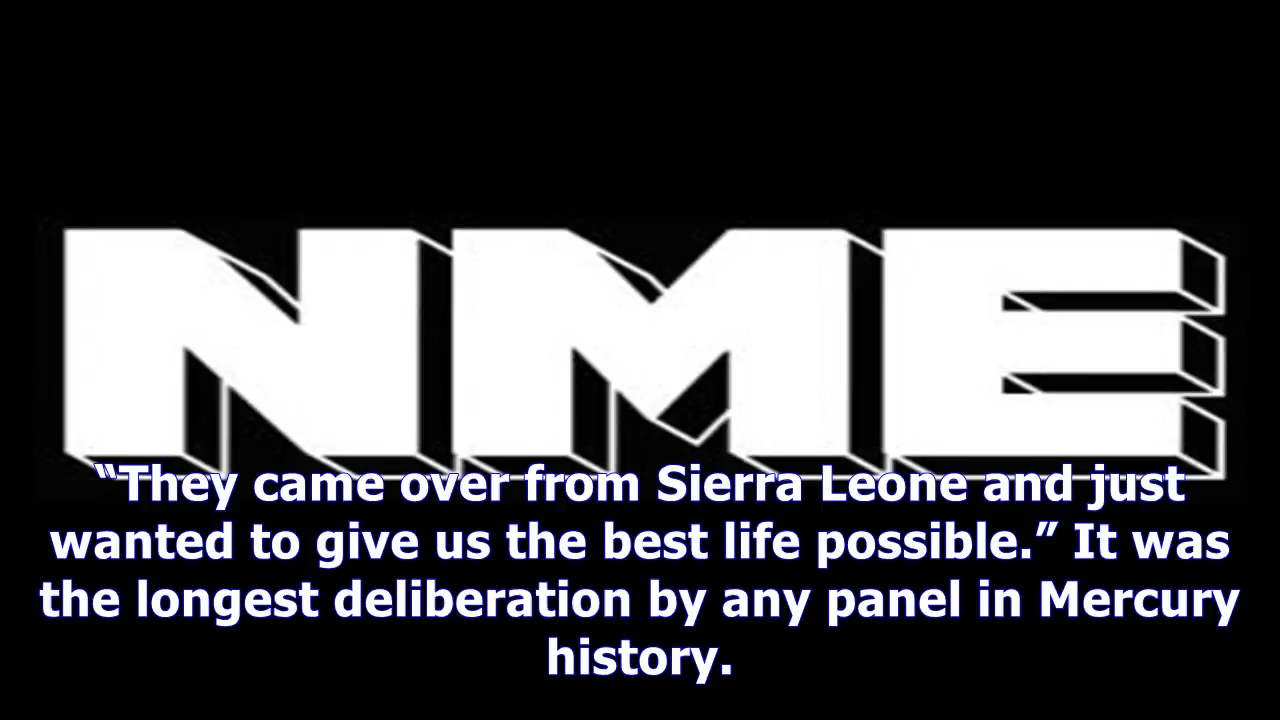 NME
“They came over from Sierra Leone and just
wanted to give us the best life possible.” It was
the longest deliberation by any panel in Mercury
history.